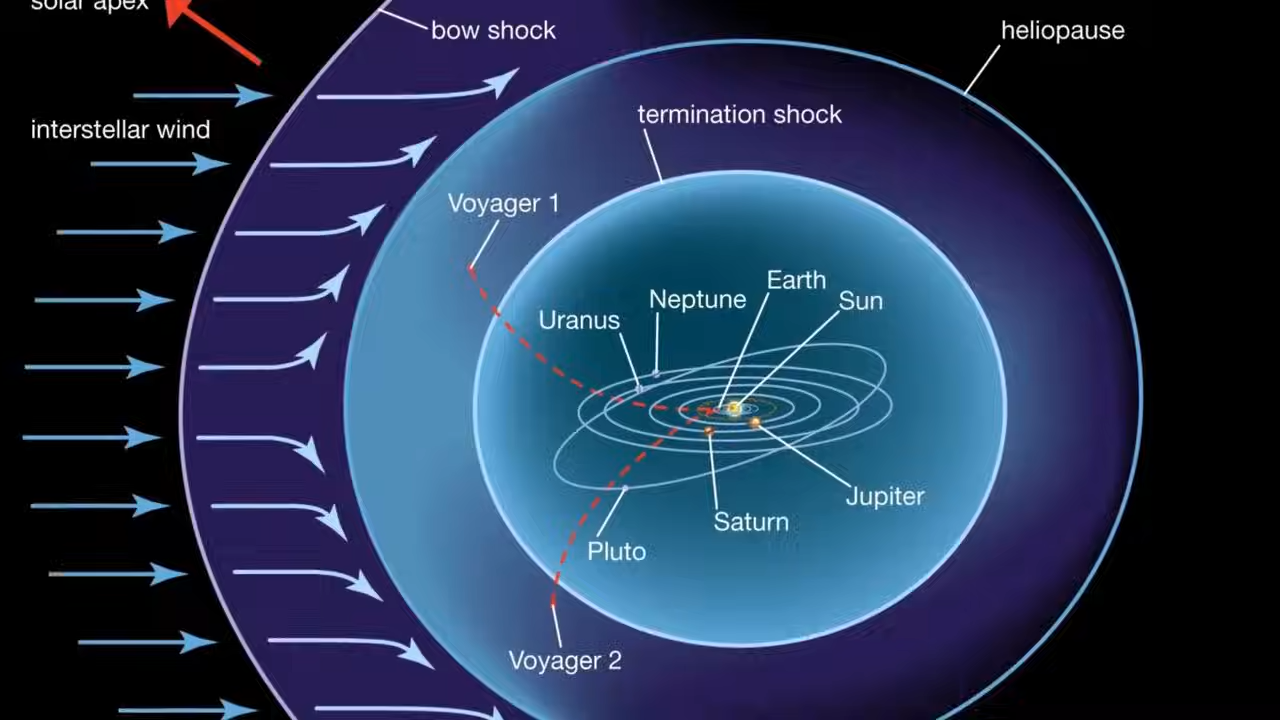 solar apex
bow shock
heliopause
termination shock
interstellar wind
Voyager 1
Earth
Neptune
Sun
Uranus
Jupiter
Saturn
Pluto
Voyager 2